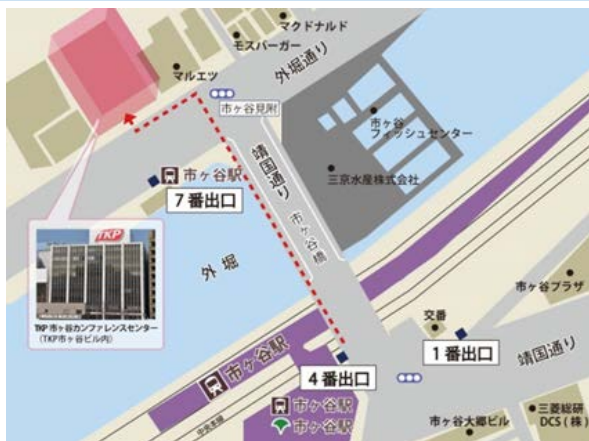 マクドナルド
モスバーガー
外堀通り
マルエツ
市ヶ谷見附
市ヶ谷
フィッシュセンター
靖国通り
市ヶ谷駅
7番出口
三京水産株式会社
市ヶ谷橋
外堀
TKP
TKP 市ヶ谷カンファレンスセンター
(TKP市ヶ谷ビル内)
市ヶ谷プラザ
交番
1番出口
靖国通り
市ヶ谷駅
4番出口
中央本線
市ヶ谷駅
市ヶ谷駅
市ヶ谷大郷ビル
三菱総研
DCS(株)